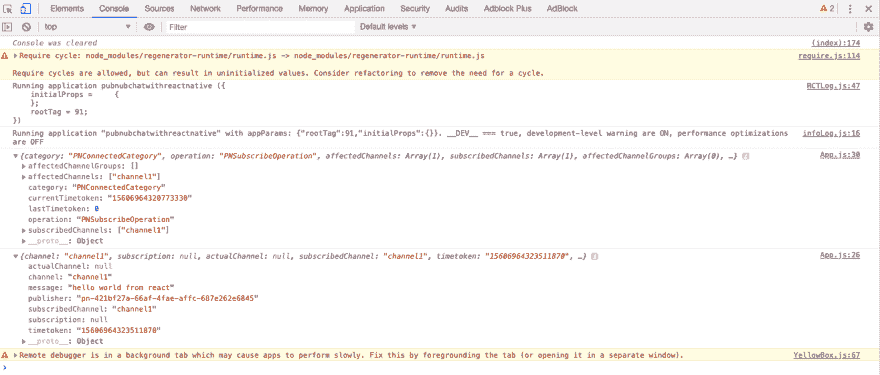 Elements Console Sources Network Performance Memory Application Security Audits Adblock Plus AdBlock 2
top Filter Default levels
Console was cleared (index):174
Require cycle: node_modules/regenerator-runtime/runtime.js -> node_modules/regenerator-runtime/runtime.js require.js:114
Require cycles are allowed, but can result in uninitialized values. Consider refactoring to remove the need for a cycle.
Running application pubnubchatwithreactnative ({ RCTLog.js:47
initialProps = {
};
rootTag = 91;
})
Running application "pubnubchatwithreactnative" with appParams: {"rootTag":91,"initialProps":{}}. __DEV__ === true, development-level warning are ON, performance optimizations infoLog.js:16
are OFF
{category: "PNConnectedCategory", operation: "PNSubscribeOperation", affectedChannels: Array(1), subscribedChannels: Array(1), affectedChannelGroups: Array(0), …} App.js:30
affectedChannelGroups: []
affectedChannels: ["channel1"]
category: "PNConnectedCategory"
currentTimetoken: "15606964320773330"
lastTimetoken: 0
operation: "PNSubscribeOperation"
subscribedChannels: ["channel1"]
__proto__: Object
{channel: "channel1", subscription: null, actualChannel: null, subscribedChannel: "channel1", timetoken: "15606964323511870", …} App.js:26
actualChannel: null
channel: "channel1"
message: "hello world from react"
publisher: "pn-421bf27a-66af-4fae-affc-687e262e6845"
subscribedChannel: "channel1"
subscription: null
timetoken: "15606964323511870"
__proto__: Object
Remote debugger is in a background tab which may cause apps to perform slowly. Fix this by foregrounding the tab (or opening it in a separate window). YellowBox.js:67